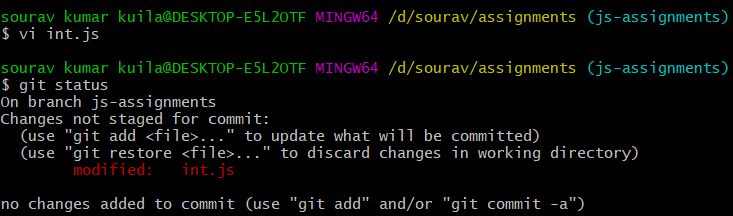 sourav kumar kuila@DESKTOP-E5L2OTF MINGW64 /d/sourav/assignments (js-assignments)
$ vi int.js
sourav kumar kuila@DESKTOP-E5L2OTF MINGW64 /d/sourav/assignments (js-assignments)
$ git status
On branch js-assignments
Changes not staged for commit:
  (use "git add <file>..." to update what will be committed)
  (use "git restore <file>..." to discard changes in working directory)
        modified:   int.js
no changes added to commit (use "git add" and/or "git commit -a")